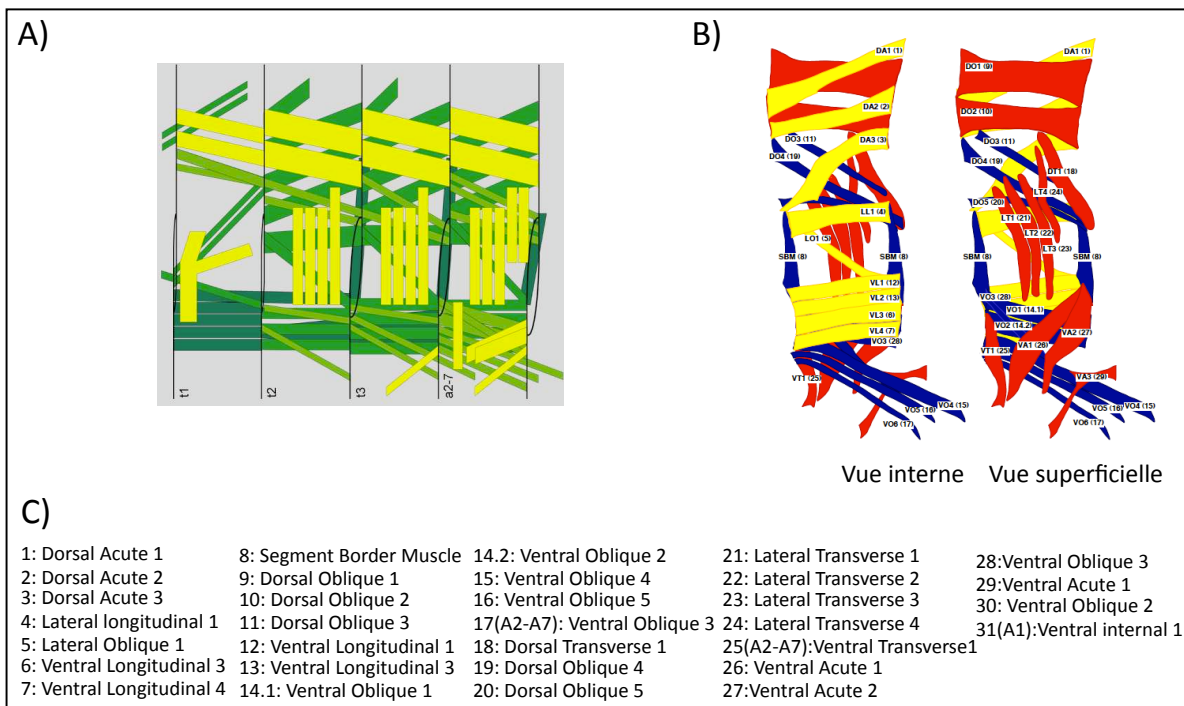 A)
t1
t2
t3
a2-7
B)
DA1 (1)
DA2 (2)
DO3 (11)
DA3 (3)
DO4 (19)
LL1 (4)
LO1 (5)
SBM (8)
SBM (8)
VL1 (12)
VL2 (13)
VL3 (6)
VL4 (7)
VO3 (28)
VT1 (25)
VO4 (15)
VO5 (16)
VO6 (17)
Vue interne
DA1 (1)
DO1 (9)
DO2 (10)
DO3 (11)
DO4 (19)
DT1 (18)
LT4 (24)
DO5 (20)
LT1 (21)
LT2 (22)
LT3 (23)
SBM (8)
SBM (8)
VO3 (28)
VO1 (14.1)
VO2 (14.2)
VA2 (27)
VT1 (25)
VA1 (26)
VA3 (29)
VO4 (15)
VO5 (16)
VO6 (17)
Vue superficielle
C)
1: Dorsal Acute 1
2: Dorsal Acute 2
3: Dorsal Acute 3
4: Lateral longitudinal 1
5: Lateral Oblique 1
6: Ventral Longitudinal 3
7: Ventral Longitudinal 4
8: Segment Border Muscle
9: Dorsal Oblique 1
10: Dorsal Oblique 2
11: Dorsal Oblique 3
12: Ventral Longitudinal 1
13: Ventral Longitudinal 3
14.1: Ventral Oblique 1
14.2: Ventral Oblique 2
15: Ventral Oblique 4
16: Ventral Oblique 5
17(A2-A7): Ventral Oblique 3
18: Dorsal Transverse 1
19: Dorsal Oblique 4
20: Dorsal Oblique 5
21: Lateral Transverse 1
22: Lateral Transverse 2
23: Lateral Transverse 3
24: Lateral Transverse 4
25(A2-A7):Ventral Transverse1
26: Ventral Acute 1
27:Ventral Acute 2
28:Ventral Oblique 3
29:Ventral Acute 1
30: Ventral Oblique 2
31(A1):Ventral internal 1